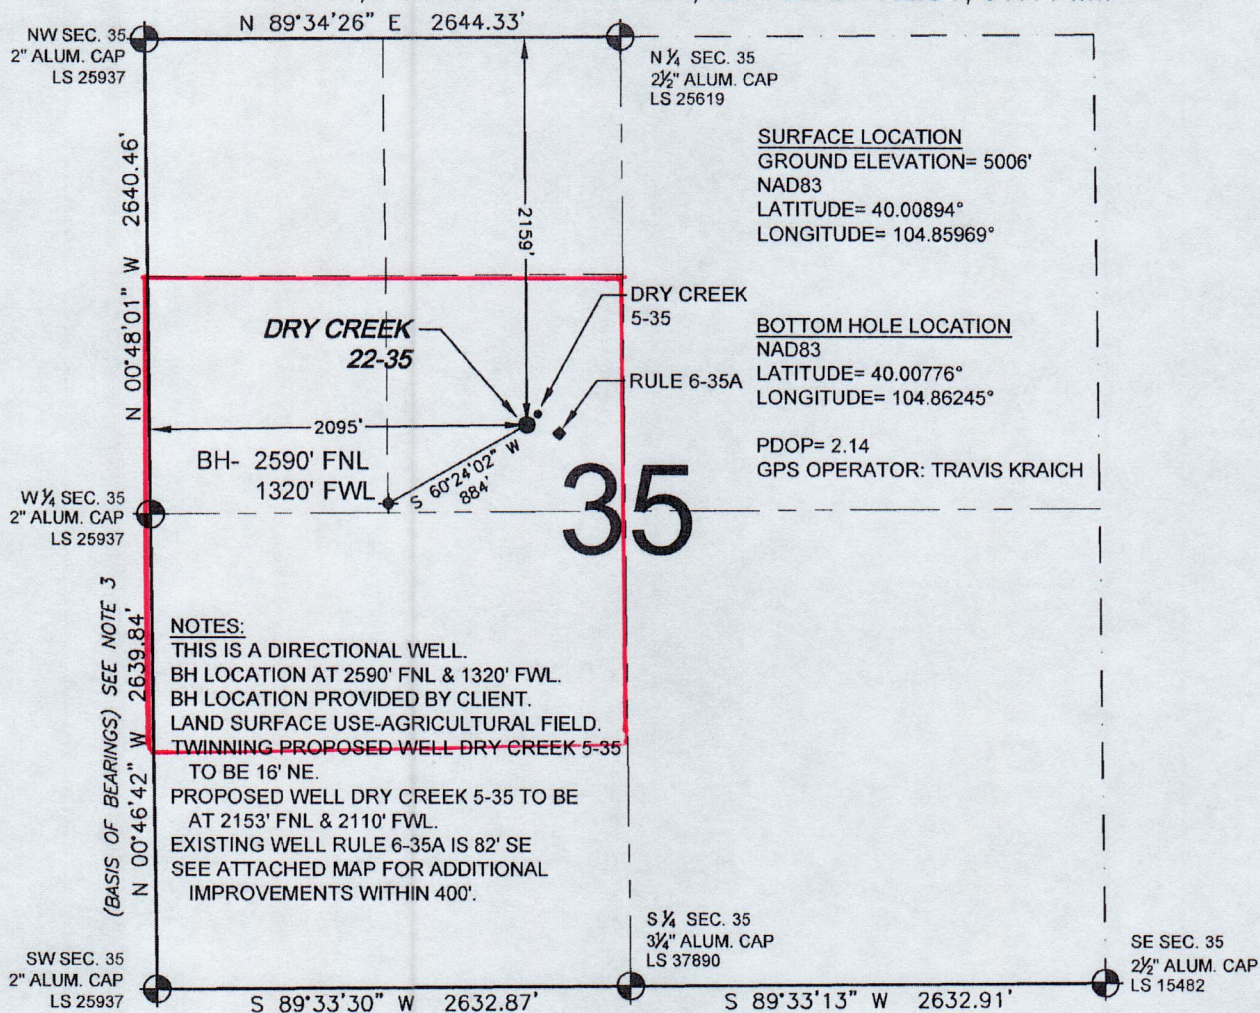 N 89°34'26" E 2644.33'
NW SEC. 35
2" ALUM. CAP
LS 25937
N ¼ SEC. 35
2½" ALUM. CAP
LS 25619
SURFACE LOCATION
GROUND ELEVATION= 5006'
NAD83
LATITUDE= 40.00894°
LONGITUDE= 104.85969°
N 00°48'01" W 2640.46'
2159'
DRY CREEK
22-35
DRY CREEK
5-35
RULE 6-35A
BOTTOM HOLE LOCATION
NAD83
LATITUDE= 40.00776°
LONGITUDE= 104.86245°
PDOP= 2.14
GPS OPERATOR: TRAVIS KRAICH
2095'
BH- 2590' FNL
1320' FWL
S 60°24'02" W
884'
35
W ¼ SEC. 35
2" ALUM. CAP
LS 25937
(BASIS OF BEARINGS) SEE NOTE 3
N 00°46'42" W 2639.84'
NOTES:
THIS IS A DIRECTIONAL WELL.
BH LOCATION AT 2590' FNL & 1320' FWL.
BH LOCATION PROVIDED BY CLIENT.
LAND SURFACE USE-AGRICULTURAL FIELD.
TWINNING PROPOSED WELL DRY CREEK 5-35
TO BE 16' NE.
PROPOSED WELL DRY CREEK 5-35 TO BE
AT 2153' FNL & 2110' FWL.
EXISTING WELL RULE 6-35A IS 82' SE
SEE ATTACHED MAP FOR ADDITIONAL
IMPROVEMENTS WITHIN 400'.
SW SEC. 35
2" ALUM. CAP
LS 25937
S ¼ SEC. 35
3¼" ALUM. CAP
LS 37890
SE SEC. 35
2½" ALUM. CAP
LS 15482
S 89°33'30" W 2632.87'
S 89°33'13" W 2632.91'